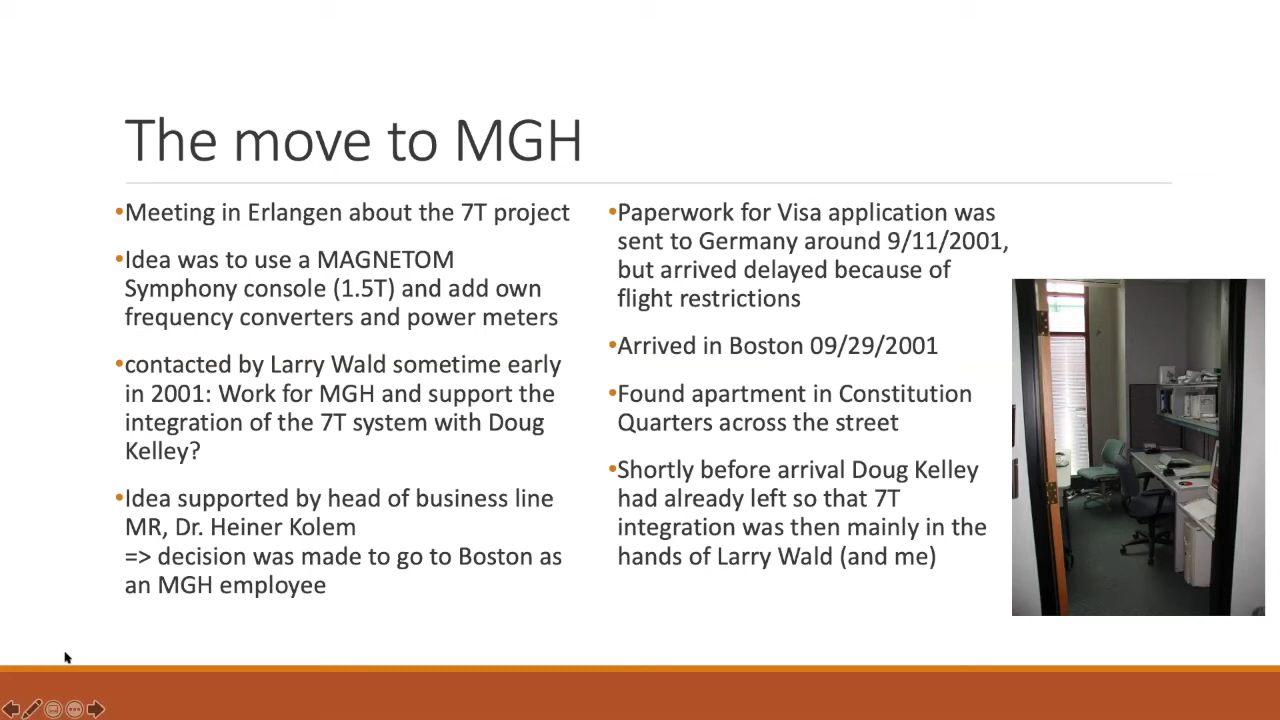 The move to MGH
•Meeting in Erlangen about the 7T project
•Idea was to use a MAGNETOM
Symphony console (1.5T) and add own
frequency converters and power meters
•contacted by Larry Wald sometime early
in 2001: Work for MGH and support the
integration of the 7T system with Doug
Kelley?
•Idea supported by head of business line
MR, Dr. Heiner Kolem
=> decision was made to go to Boston as
an MGH employee
•Paperwork for Visa application was
sent to Germany around 9/11/2001,
but arrived delayed because of
flight restrictions
•Arrived in Boston 09/29/2001
•Found apartment in Constitution
Quarters across the street
•Shortly before arrival Doug Kelley
had already left so that 7T
integration was then mainly in the
hands of Larry Wald (and me)